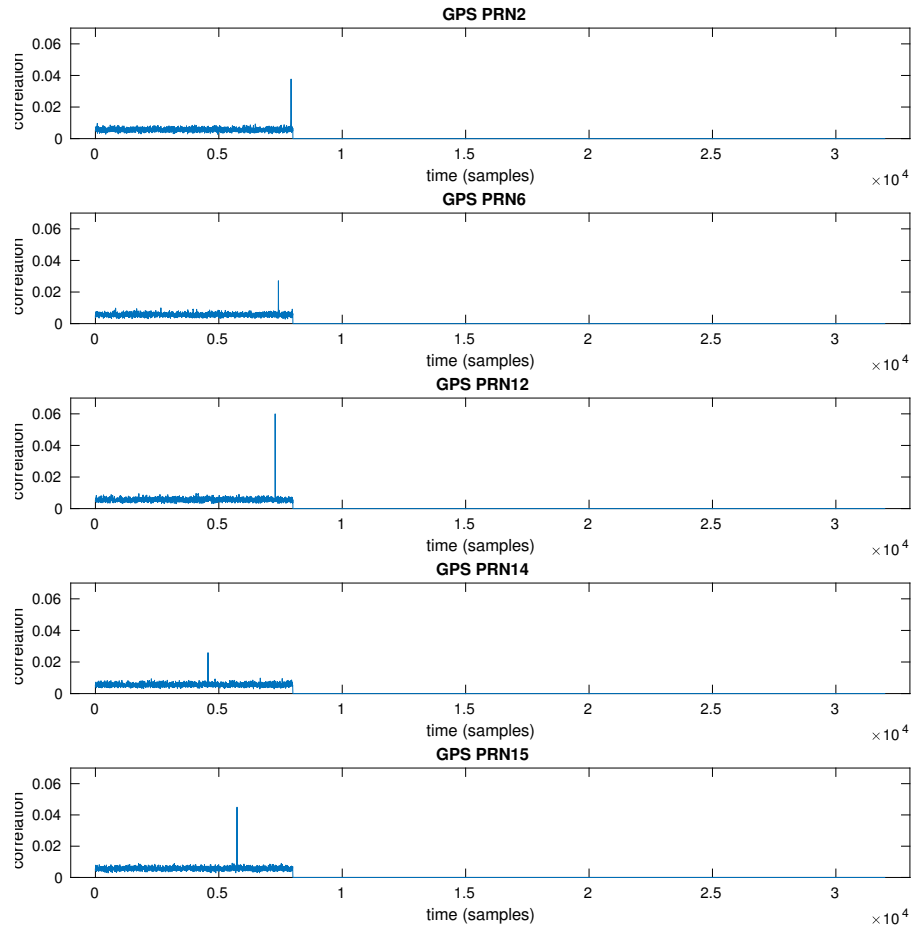 GPS PRN2
0.06
0.04
0.02
0
correlation
0 0.5 1 1.5 2 2.5 3
time (samples)
×10 4
GPS PRN6
0.06
0.04
0.02
0
correlation
0 0.5 1 1.5 2 2.5 3
time (samples)
×10 4
GPS PRN12
0.06
0.04
0.02
0
correlation
0 0.5 1 1.5 2 2.5 3
time (samples)
×10 4
GPS PRN14
0.06
0.04
0.02
0
correlation
0 0.5 1 1.5 2 2.5 3
time (samples)
×10 4
GPS PRN15
0.06
0.04
0.02
0
correlation
0 0.5 1 1.5 2 2.5 3
time (samples)
×10 4